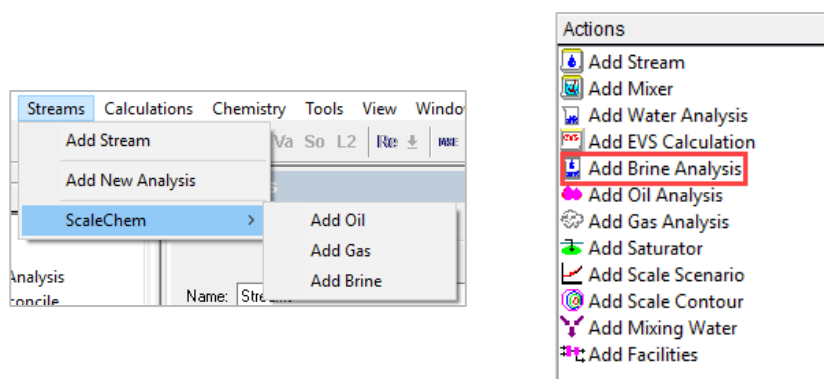 Streams Calculations Chemistry Tools View Windo
Add Stream
Va So L2
Add New Analysis
ScaleChem >
Add Oil
Add Gas
Add Brine
Analysis
Name: Stre
Actions
Add Stream
Add Mixer
Add Water Analysis
Add EVS Calculation
Add Brine Analysis
Add Oil Analysis
Add Gas Analysis
Add Saturator
Add Scale Scenario
Add Scale Contour
Add Mixing Water
Add Facilities